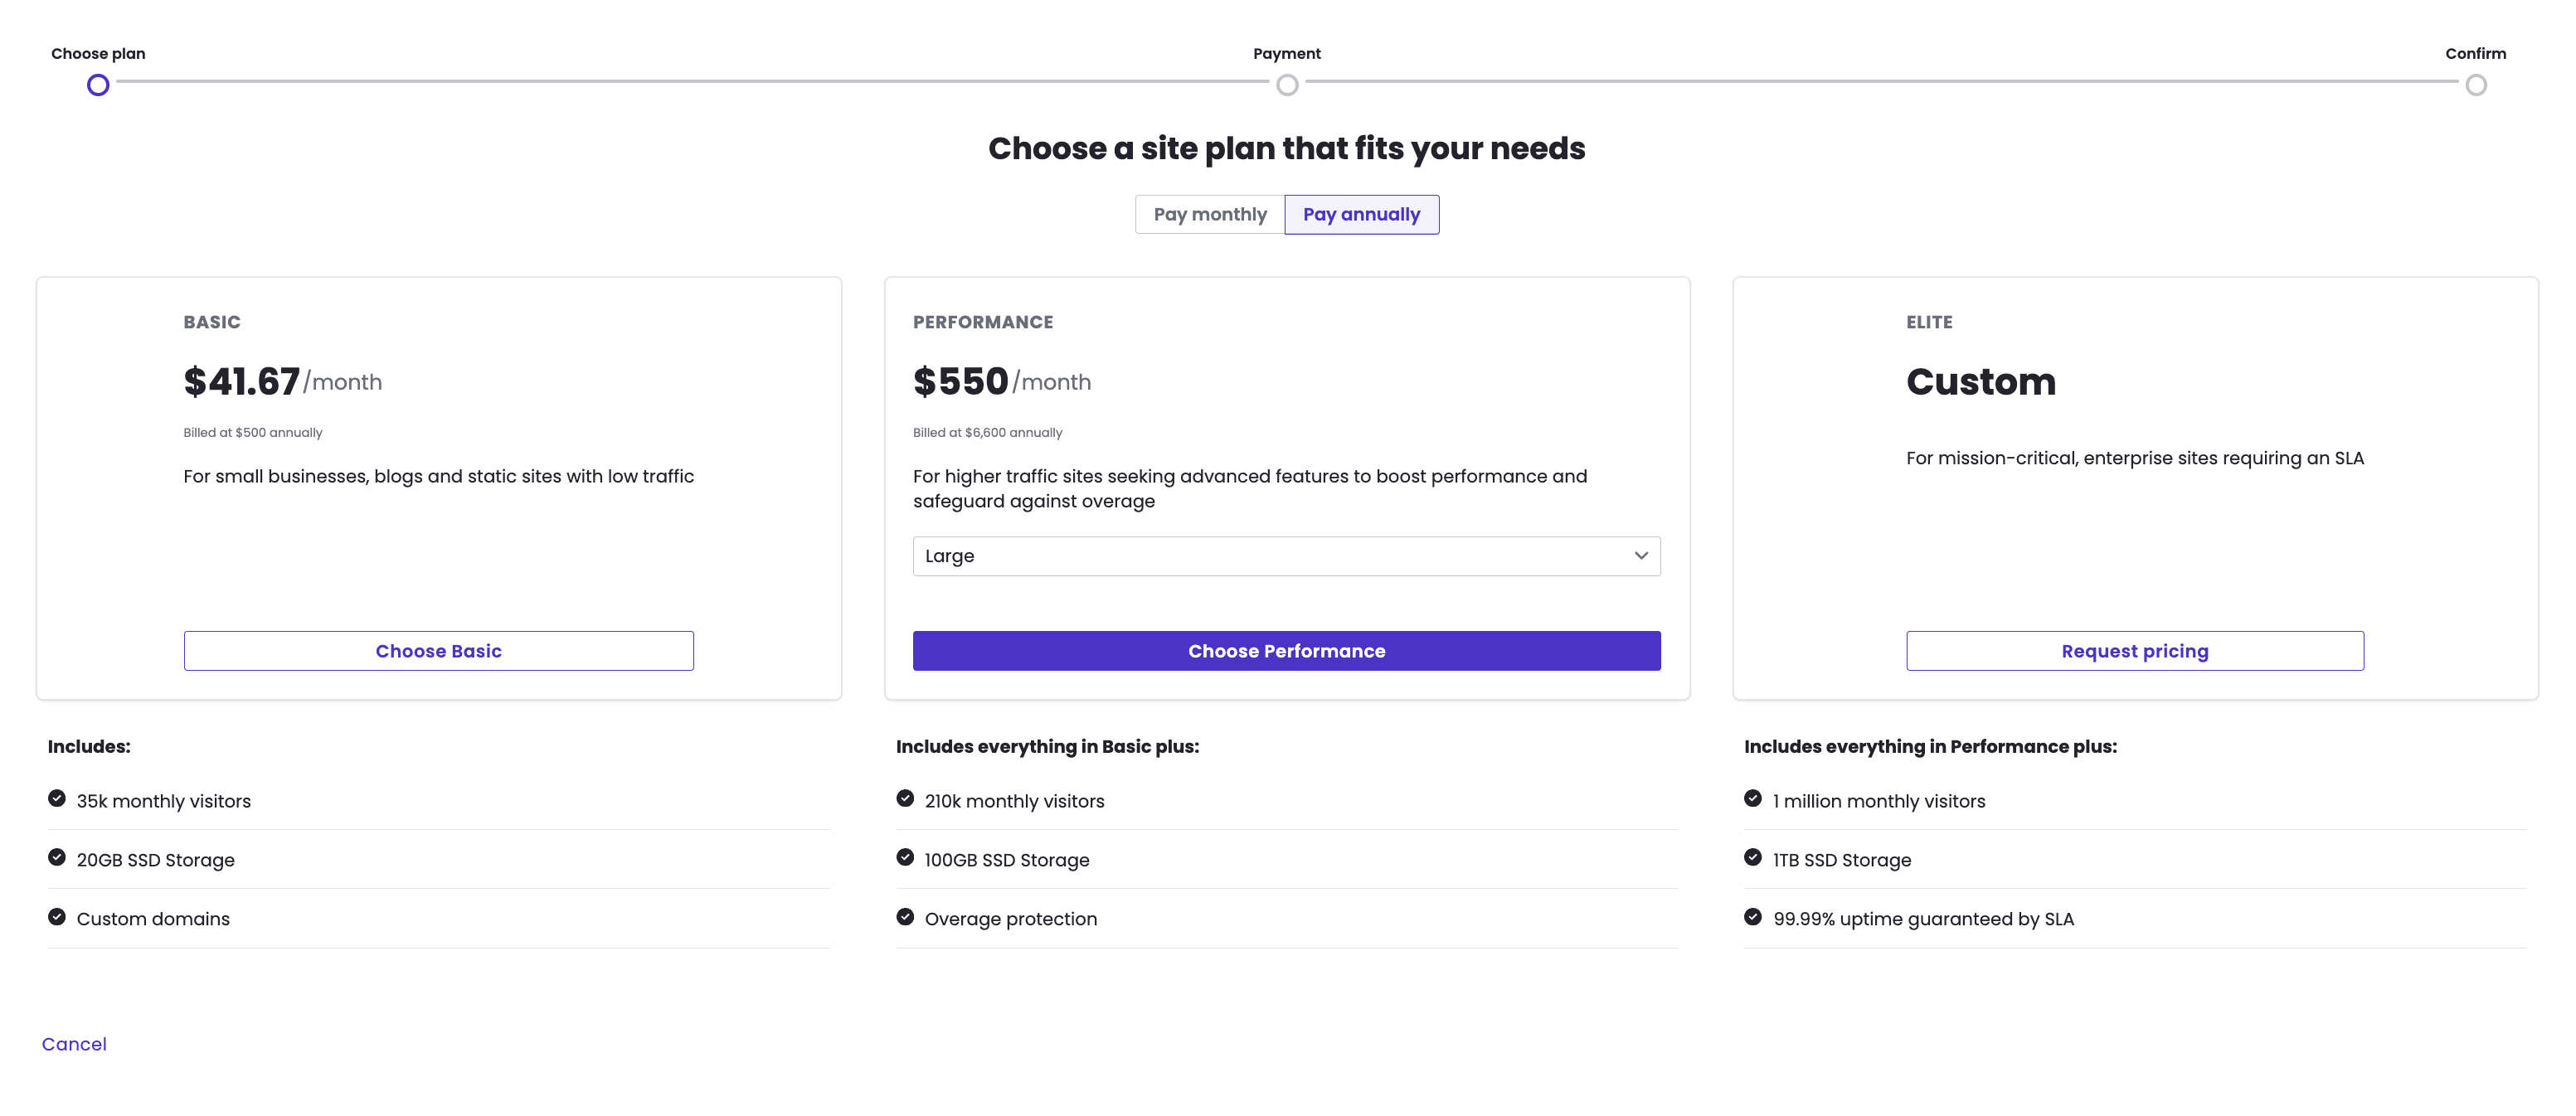 Choose plan
Payment
Confirm
Choose a site plan that fits your needs
Pay monthly
Pay annually
BASIC
$41.67/month
Billed at $500 annually
For small businesses, blogs and static sites with low traffic
Choose Basic
PERFORMANCE
$550/month
Billed at $6,600 annually
For higher traffic sites seeking advanced features to boost performance and
safeguard against overage
Large
Choose Performance
ELITE
Custom
For mission-critical, enterprise sites requiring an SLA
Request pricing
Includes:
35k monthly visitors
20GB SSD Storage
Custom domains
Includes everything in Basic plus:
210k monthly visitors
100GB SSD Storage
Overage protection
Includes everything in Performance plus:
1 million monthly visitors
1TB SSD Storage
99.99% uptime guaranteed by SLA
Cancel